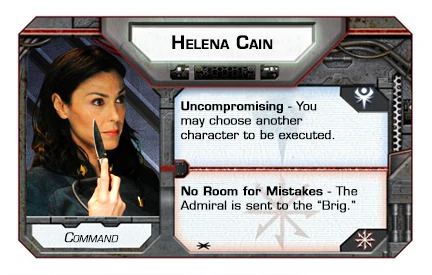 HELENA CAIN
Uncompromising - You
may choose another
character to be executed.
No Room for Mistakes - The
Admiral is sent to the "Brig."
COMMAND